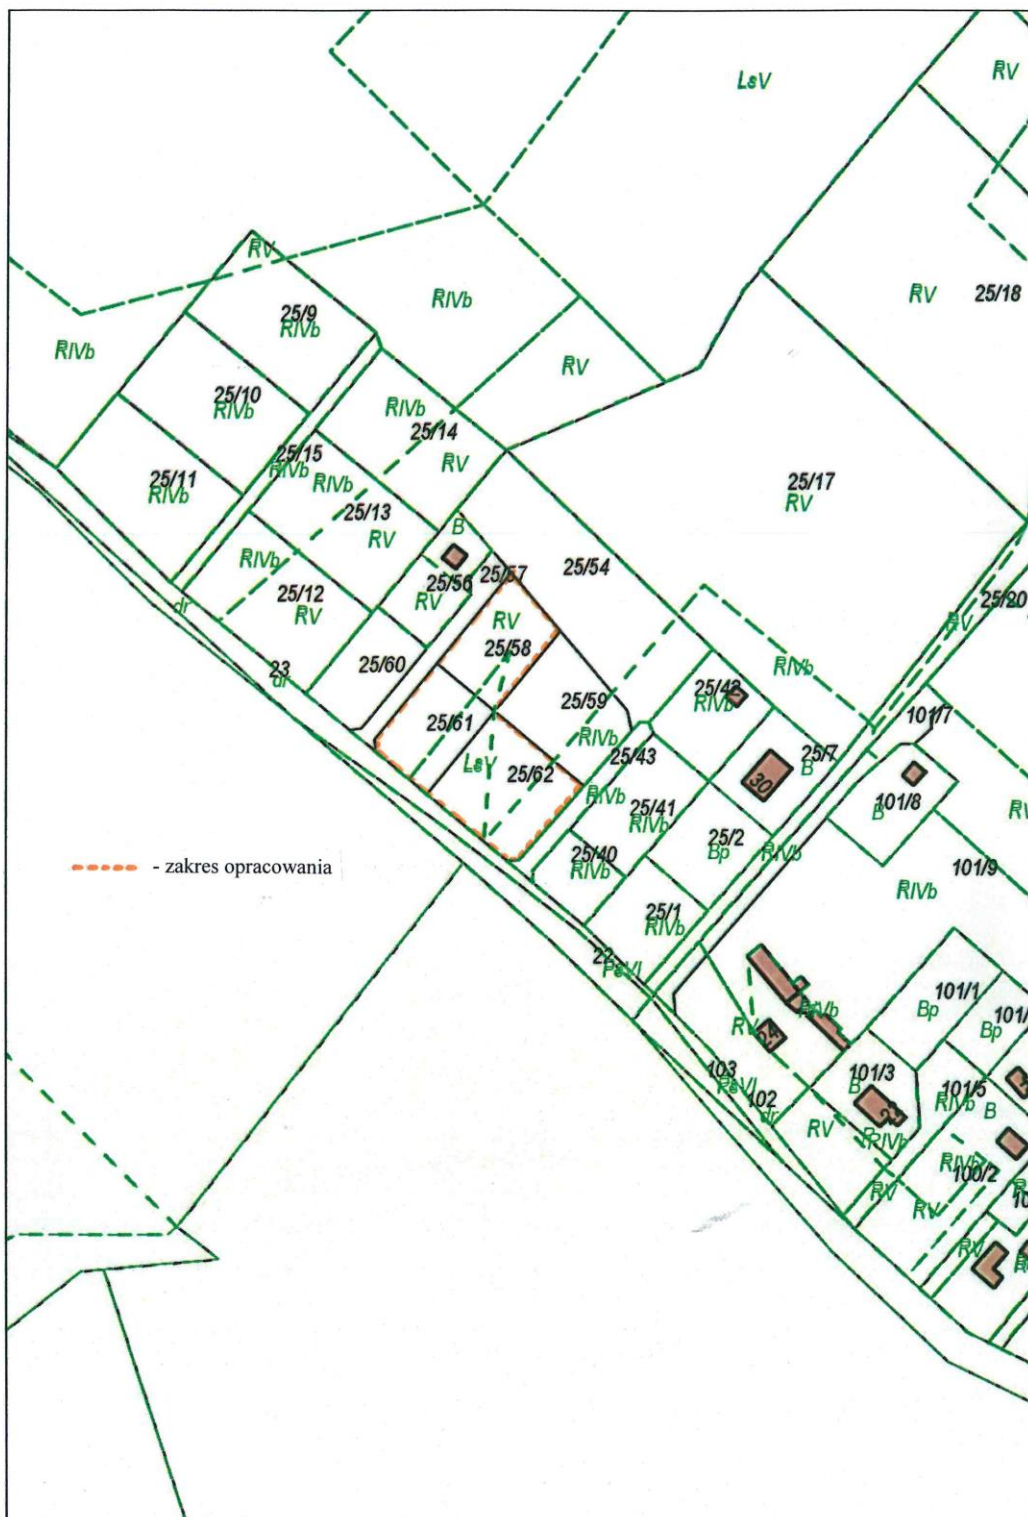 LsV
RV
RV
25/18
RV
25/9
RIVb
RIVb
RV
RIVb
25/10
RIVb
RIVb
25/14
RV
25/17
RV
25/11
RIVb
25/15
RIVb
RIVb
25/13
RV
B
25/56
RV
25/57
25/54
25/20
RV
RIVb
25/12
RV
dr
RV
25/58
RIVb
23
dr
25/60
25/59
RIVb
25/42
RIVb
25/61
LsV
25/62
25/43
RIVb
25/7
B
30
101/7
101/8
B
25/41
RIVb
25/2
Bp
RIVb
25/40
RIVb
- zakres opracowania
101/9
RIVb
25/1
RIVb
22
PsVI
101/1
Bp
Bp
RIVb
RV
24
103
PsVI
102
dr
101/3
B
RV
RIVb
101/5
RIVb
B
RIVb
100/2
RV
RV
RV